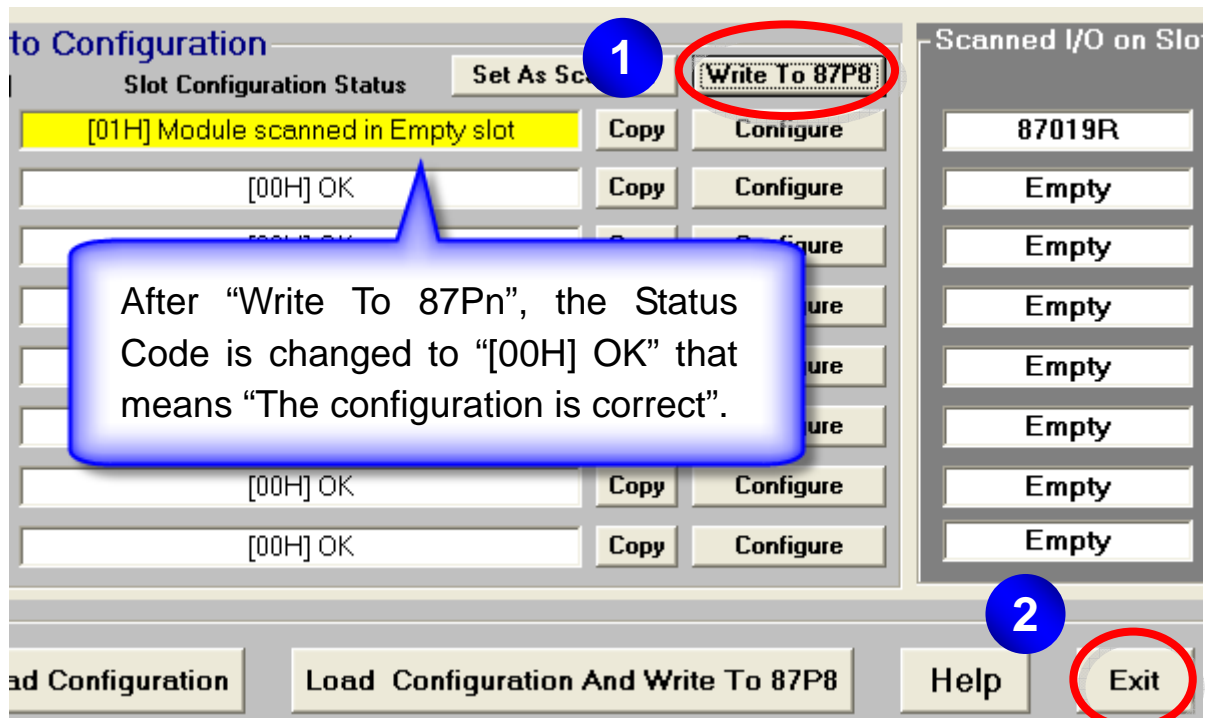 to Configuration
1
Scanned I/O on Slo
Slot Configuration Status
Set As Sc
Write To 87P8
[01H] Module scanned in Empty slot Copy Configure 87019R
[00H] OK Copy Configure Empty
Empty
After “Write To 87Pn”, the Status
Code is changed to “[00H] OK” that
means “The configuration is correct”.
ure Empty
ure Empty
ure Empty
[00H] OK Copy Configure Empty
[00H] OK Copy Configure Empty
2
ad Configuration Load Configuration And Write To 87P8 Help Exit